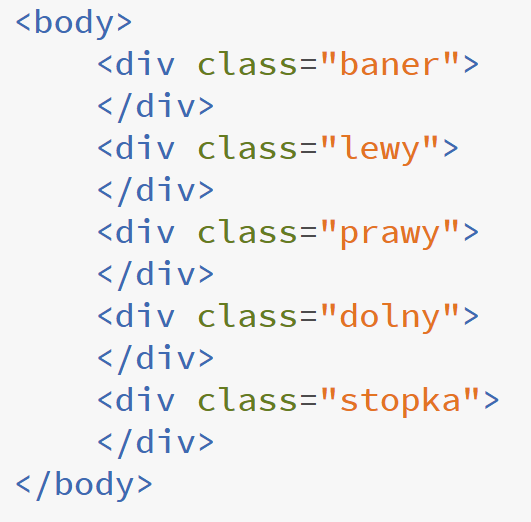 <body>
<div class="baner">
</div>
<div class="lewy">
</div>
<div class="prawy">
</div>
<div class="dolny">
</div>
<div class="stopka">
</div>
</body>